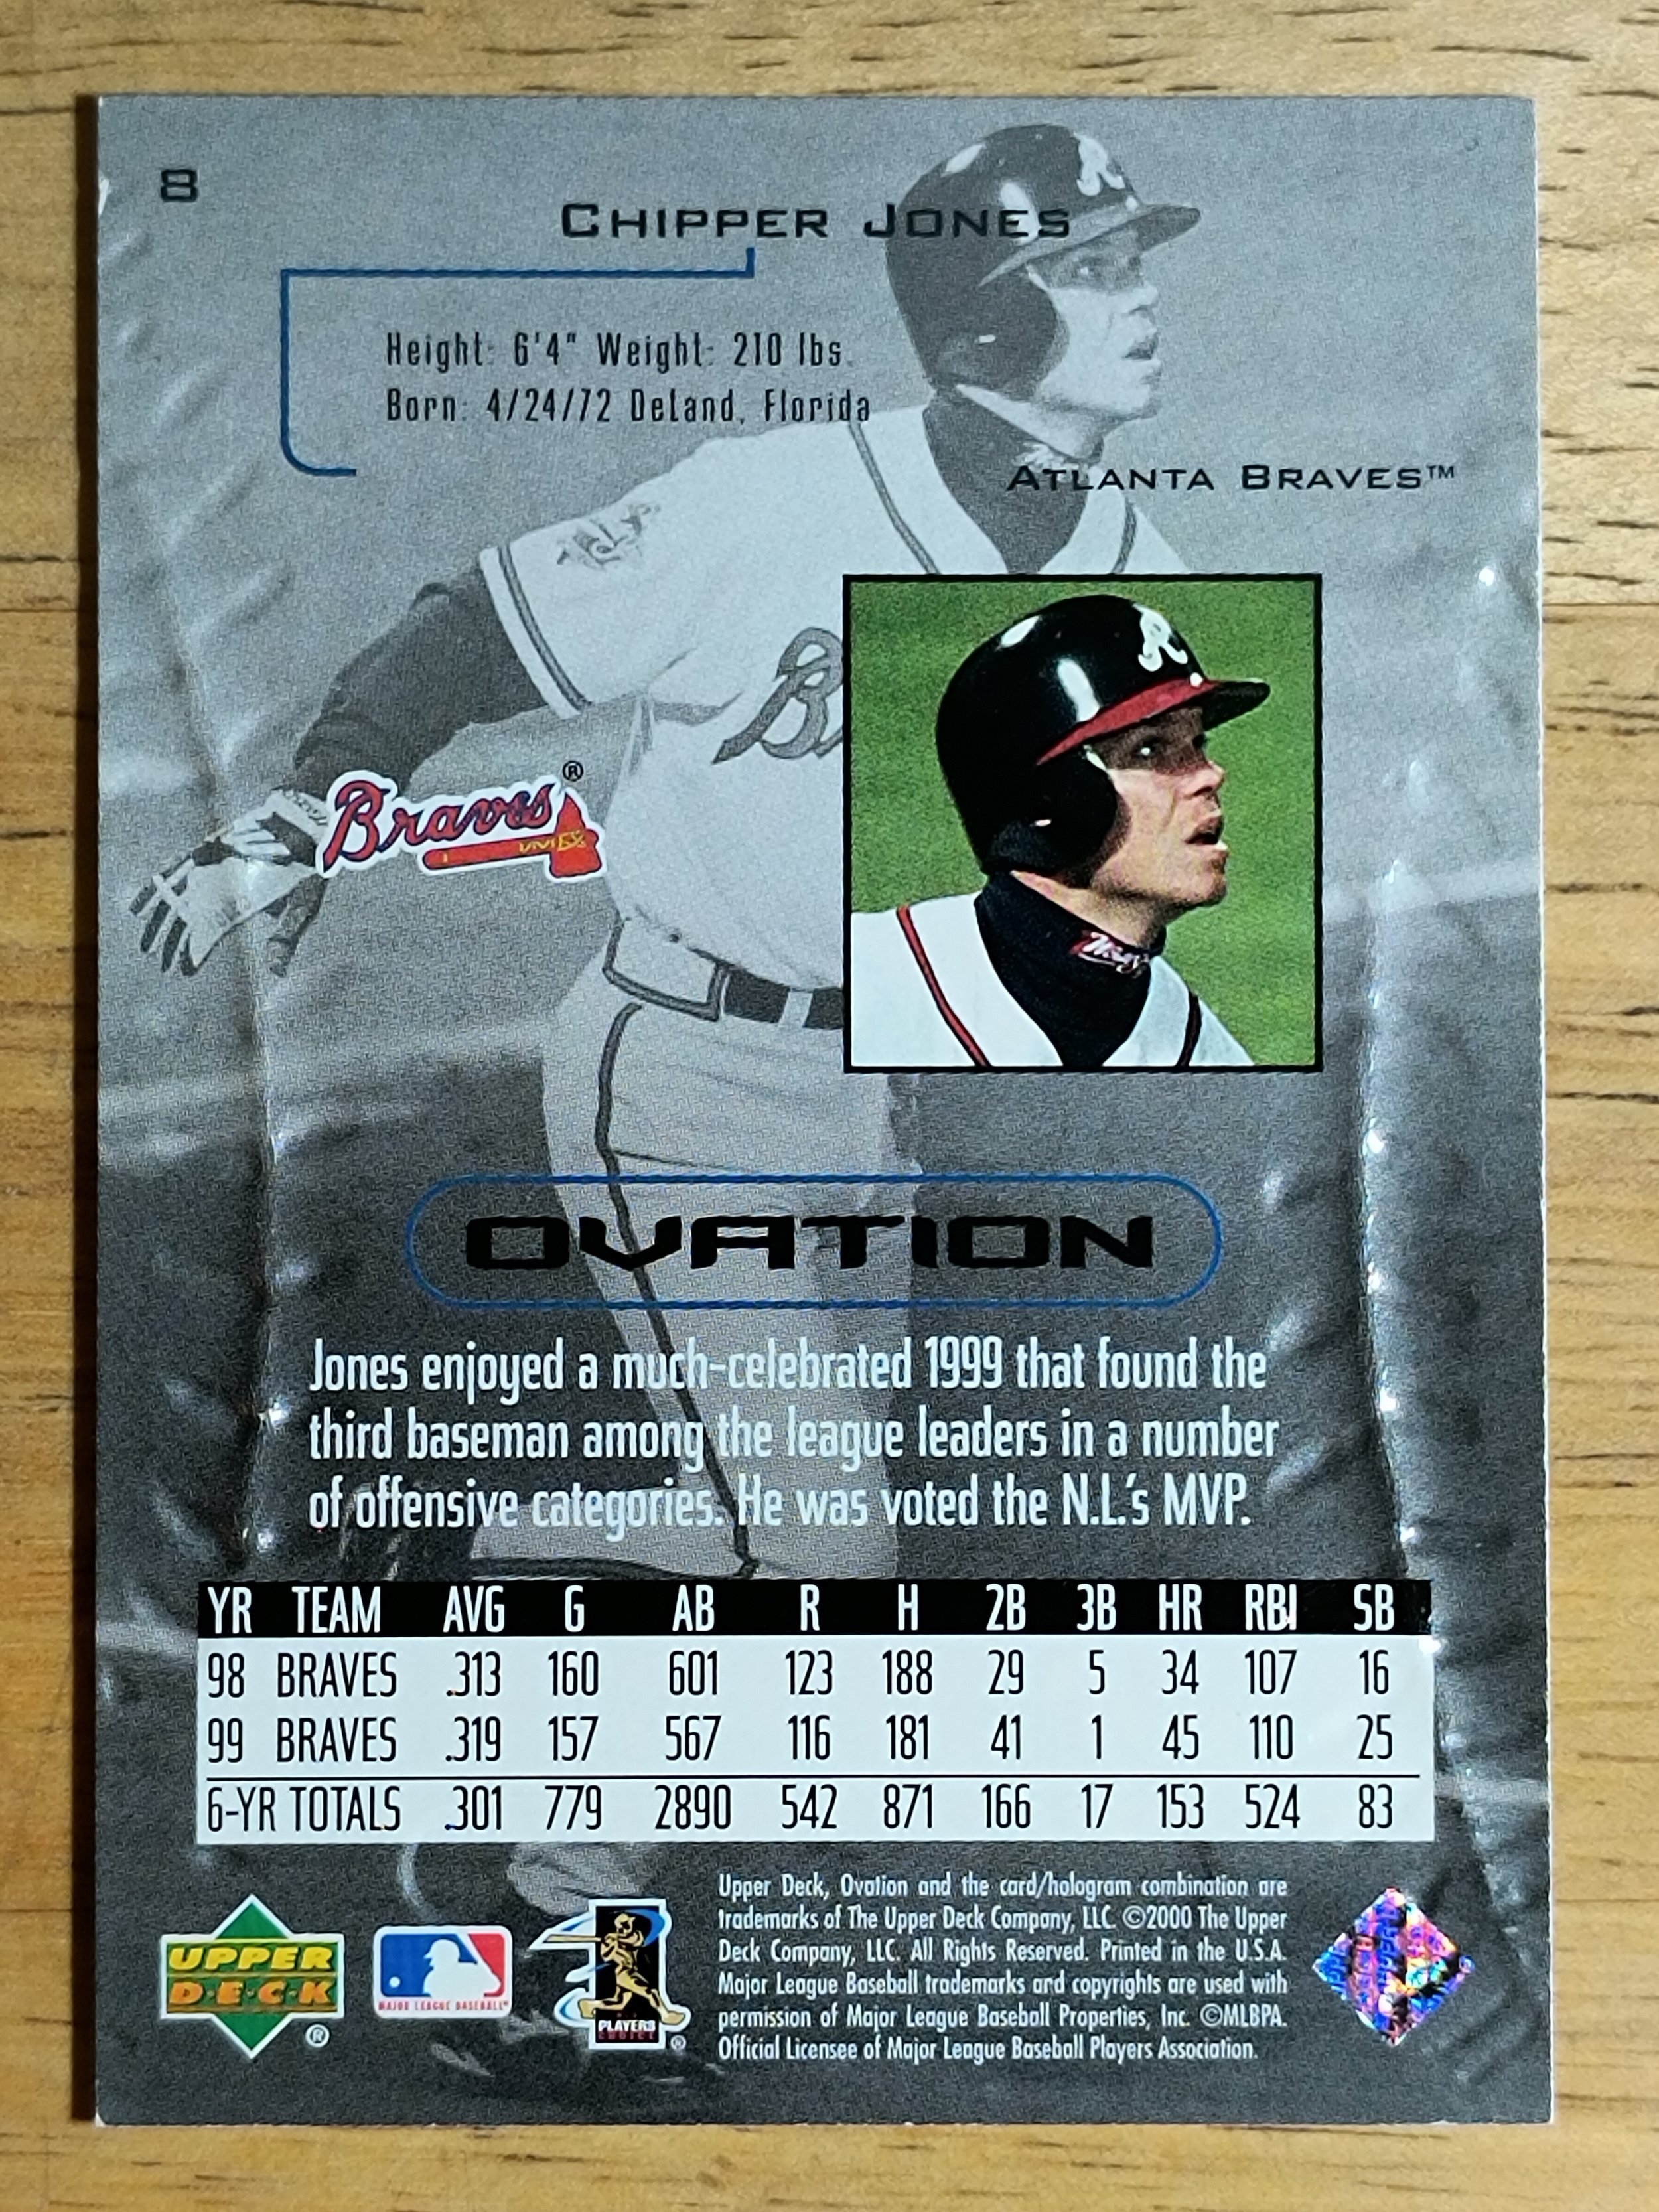 8
CHIPPER JONES
Height: 6'4" Weight: 210 lbs.
Born: 4/24/72 DeLand, Florida
ATLANTA BRAVES™
Braves®
OVATION
Jones enjoyed a much-celebrated 1999 that found the
third baseman among the league leaders in a number
of offensive categories. He was voted the N.L.'s MVP.
YR TEAM AVG G AB R H 2B 3B HR RBI SB
98 BRAVES .313 160 601 123 188 29 5 34 107 16
99 BRAVES .319 157 567 116 181 41 1 45 110 25
6-YR TOTALS .301 779 2890 542 871 166 17 153 524 83
UPPER
D·E·C·K
®
MAJOR LEAGUE BASEBALL®
PLAYERS
CHOICE
®
Upper Deck, Ovation and the card/hologram combination are
trademarks of The Upper Deck Company, LLC. ©2000 The Upper
Deck Company, LLC. All Rights Reserved. Printed in the U.S.A.
Major League Baseball trademarks and copyrights are used with
permission of Major League Baseball Properties, Inc. ©MLBPA.
Official Licensee of Major League Baseball Players Association.